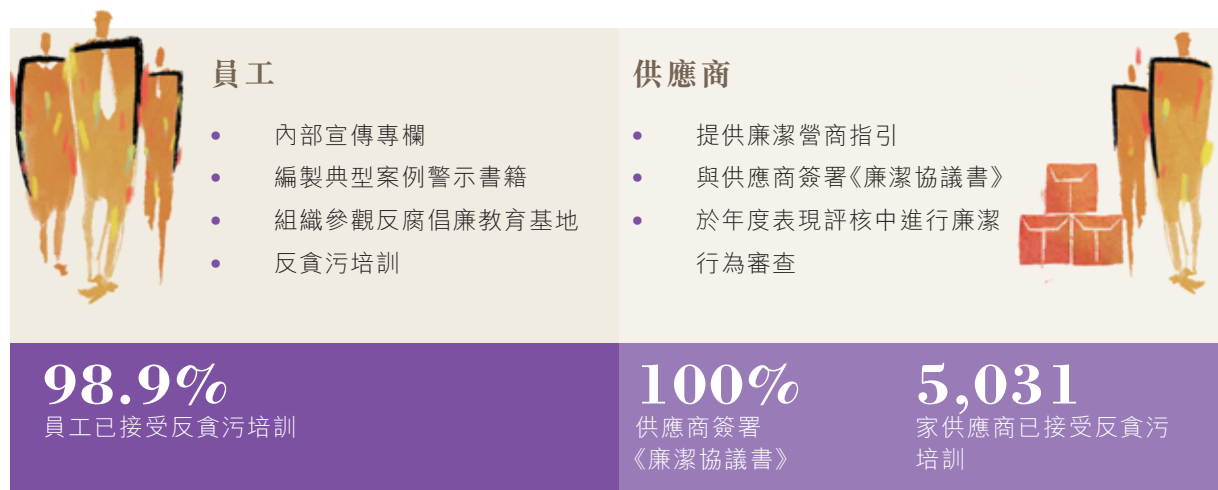 員工
• 內部宣傳專欄
• 編製典型案例警示書籍
• 組織參觀反腐倡廉教育基地
• 反貪污培訓
98.9%
員工已接受反貪污培訓
供應商
• 提供廉潔營商指引
• 與供應商簽署《廉潔協議書》
• 於年度表現評核中進行廉潔
行為審查
100%
供應商簽署
《廉潔協議書》
5,031
家供應商已接受反貪污
培訓